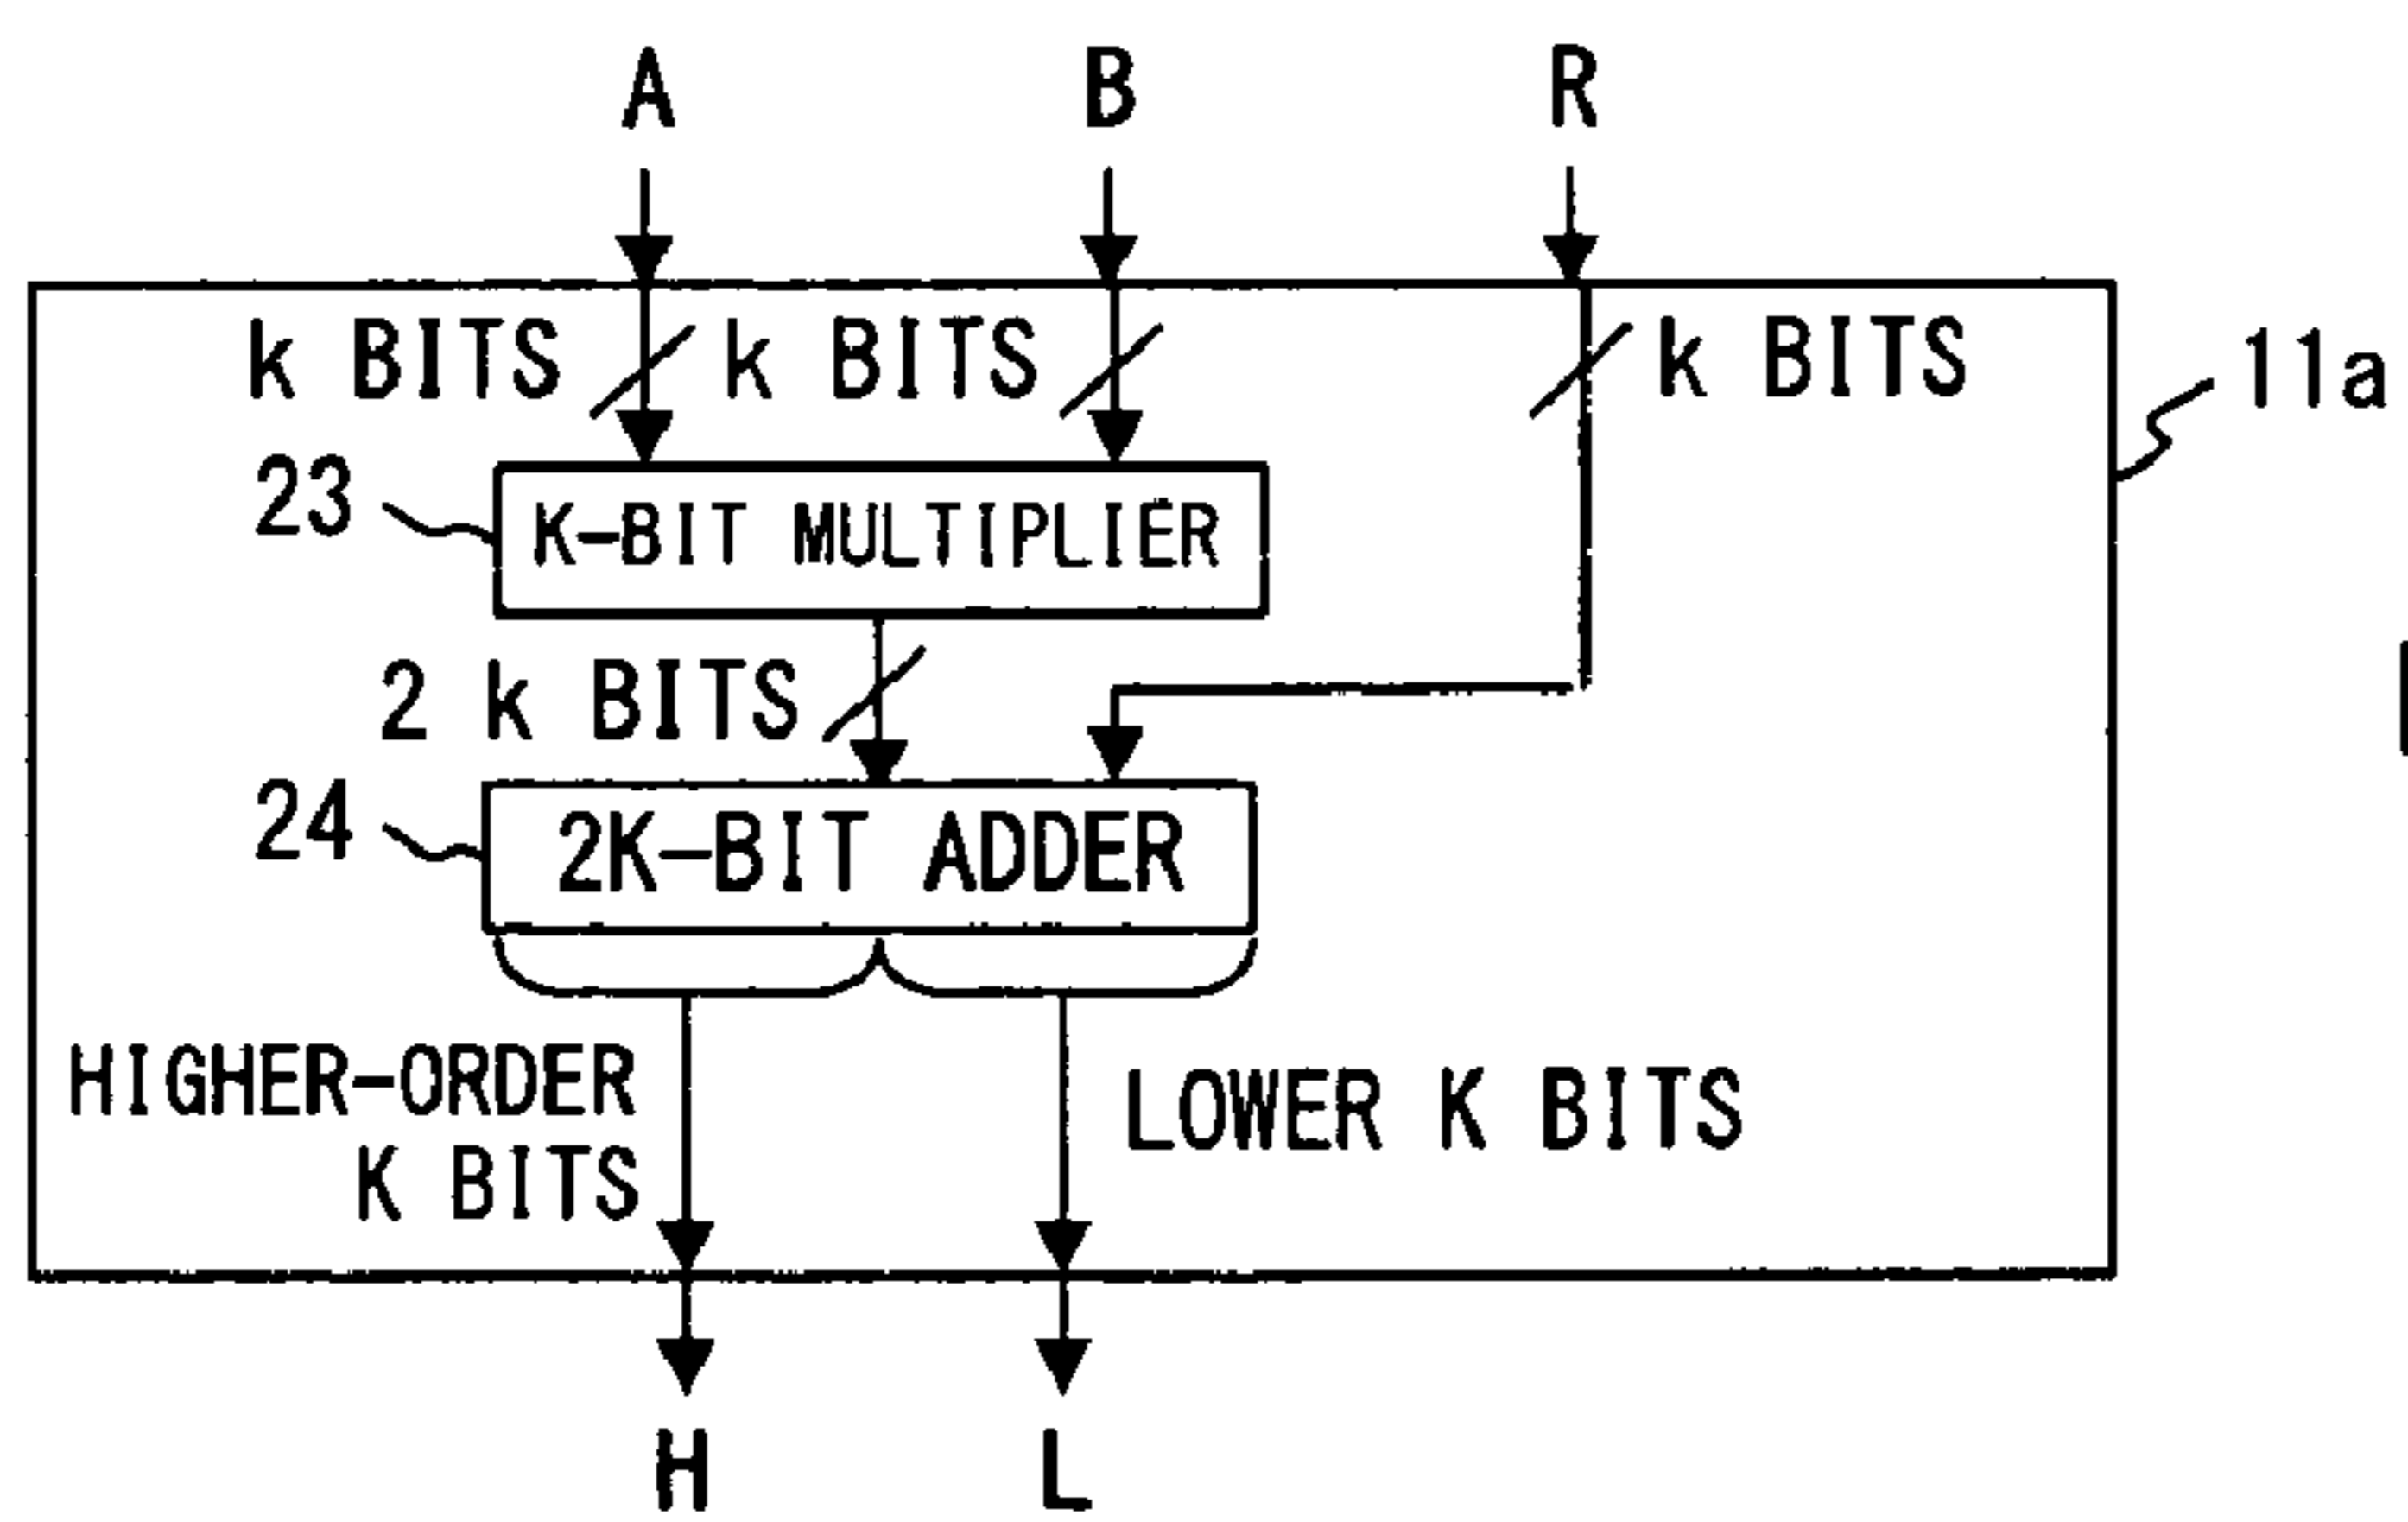 A B R
k BITS k BITS k BITS 11a
23 K-BIT MULTIPLIER
2 k BITS
24 2K-BIT ADDER
HIGHER-ORDER
K BITS
LOWER K BITS
H L